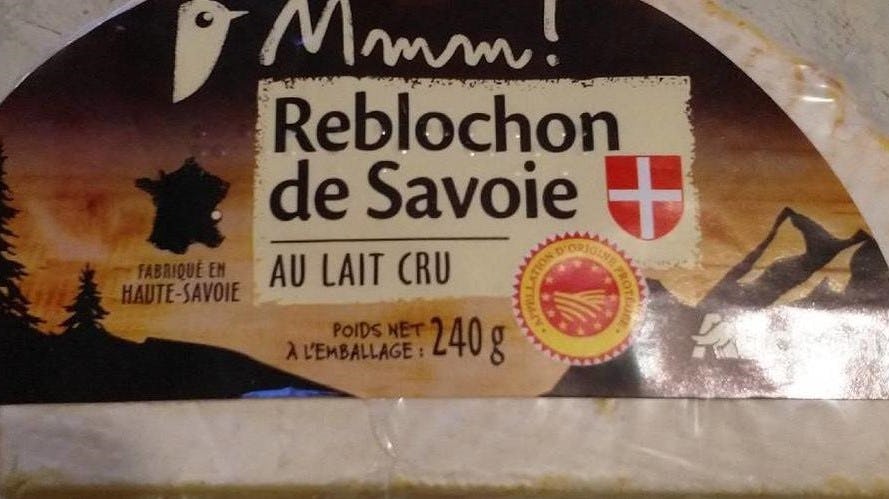 Mmm!
Reblochon
de Savoie
AU LAIT CRU
FABRIQUÉ EN
HAUTE-SAVOIE
APPELLATION D'ORIGINE PROTÉGÉE
POIDS NET
À L'EMBALLAGE : 240 g